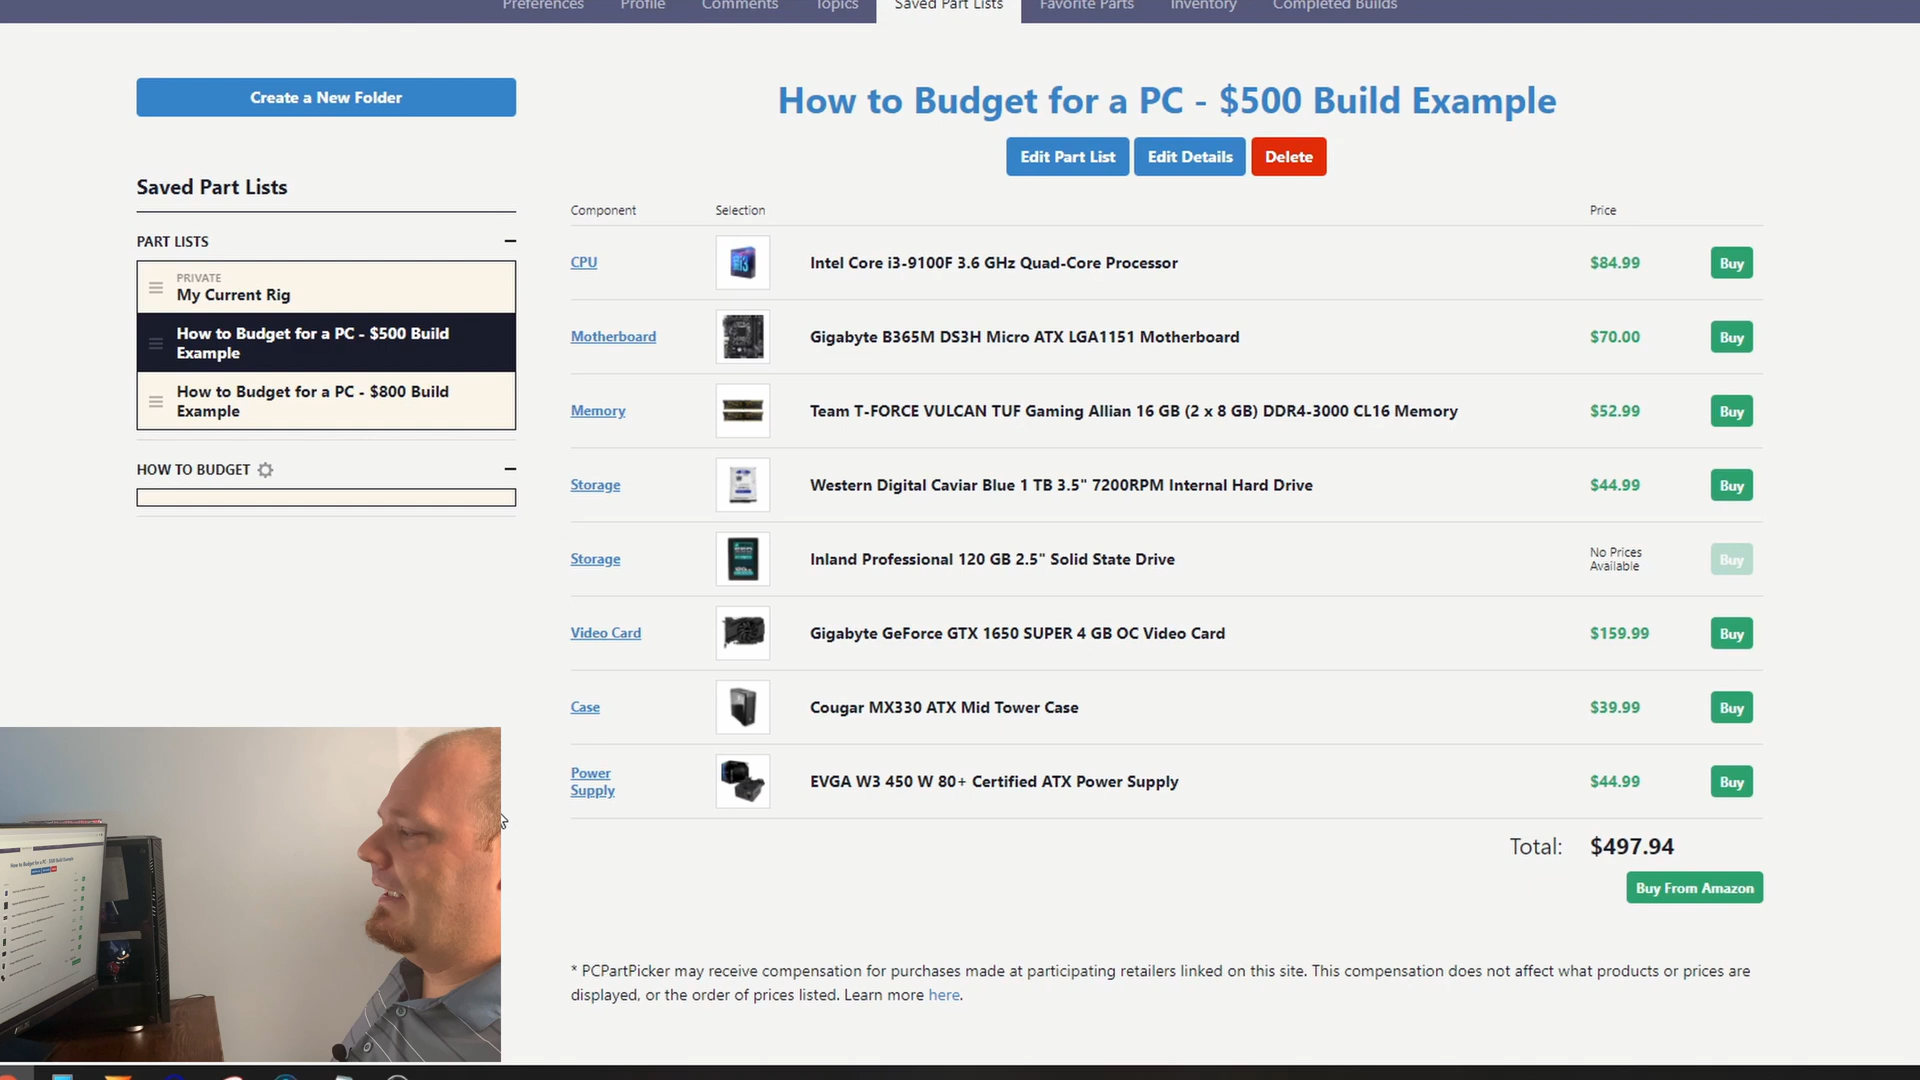 Preferences
Profile
Comments
Topics
Saved Part Lists
Favorite Parts
Inventory
Completed Builds
Create a New Folder
How to Budget for a PC - $500 Build Example
Edit Part List
Edit Details
Delete
Saved Part Lists
PART LISTS
PRIVATE
My Current Rig
How to Budget for a PC - $500 Build
Example
How to Budget for a PC - $800 Build
Example
HOW TO BUDGET
Component Selection Price
CPU Intel Core i3-9100F 3.6 GHz Quad-Core Processor $84.99 Buy
Motherboard Gigabyte B365M DS3H Micro ATX LGA1151 Motherboard $70.00 Buy
Memory Team T-FORCE VULCAN TUF Gaming Allian 16 GB (2 x 8 GB) DDR4-3000 CL16 Memory $52.99 Buy
Storage Western Digital Caviar Blue 1 TB 3.5" 7200RPM Internal Hard Drive $44.99 Buy
Storage Inland Professional 120 GB 2.5" Solid State Drive No Prices
Available Buy
Video Card Gigabyte GeForce GTX 1650 SUPER 4 GB OC Video Card $159.99 Buy
Case Cougar MX330 ATX Mid Tower Case $39.99 Buy
Power
Supply EVGA W3 450 W 80+ Certified ATX Power Supply $44.99 Buy
Total: $497.94
Buy From Amazon
* PCPartPicker may receive compensation for purchases made at participating retailers linked on this site. This compensation does not affect what products or prices are
displayed, or the order of prices listed. Learn more here.
How to Budget for a PC - $500 Build Example